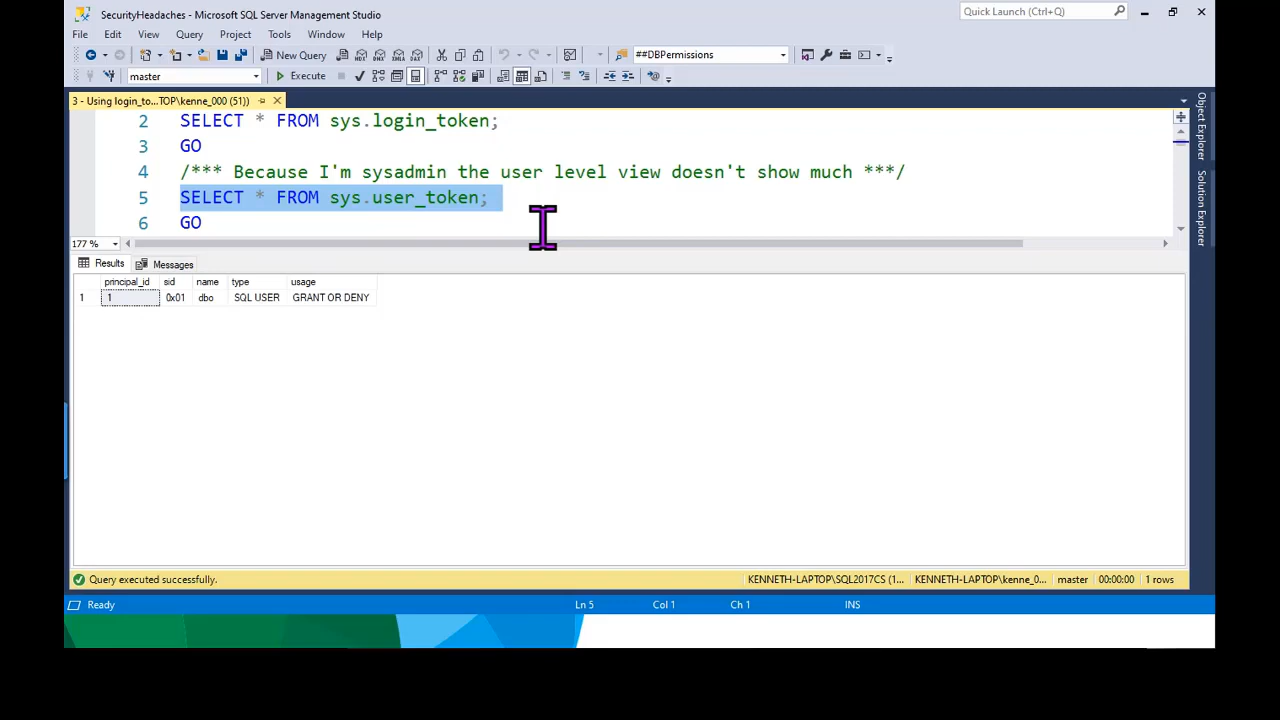 SecurityHeadaches - Microsoft SQL Server Management Studio
Quick Launch (Ctrl+Q)
File Edit View Query Project Tools Window Help
New Query
##DBPermissions
master
Execute
3 - Using login_to...TOP\kenne_000 (51))
2 SELECT * FROM sys.login_token;
3 GO
4 /*** Because I'm sysadmin the user level view doesn't show much ***/
5 SELECT * FROM sys.user_token;
6 GO
177 %
Results Messages
principal_id sid name type usage
1 1 0x01 dbo SQL USER GRANT OR DENY
Query executed successfully.
KENNETH-LAPTOP\SQL2017CS (1... KENNETH-LAPTOP\kenne_0... master 00:00:00 1 rows
Ready Ln 5 Col 1 Ch 1 INS
Object Explorer
Solution Explorer